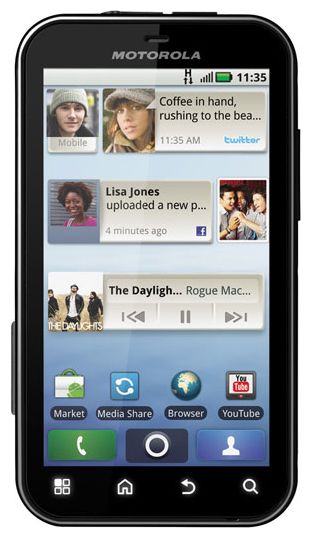 MOTOROLA
H 11:35
Mobile
Coffee in hand,
rushing to the bea...
11:35 AM twitter
Lisa Jones
uploaded a new p...
4 minutes ago f
The Dayligh... Rogue Mac...
THE DAYLIGHTS
Market Media Share Browser YouTube
You
Tube